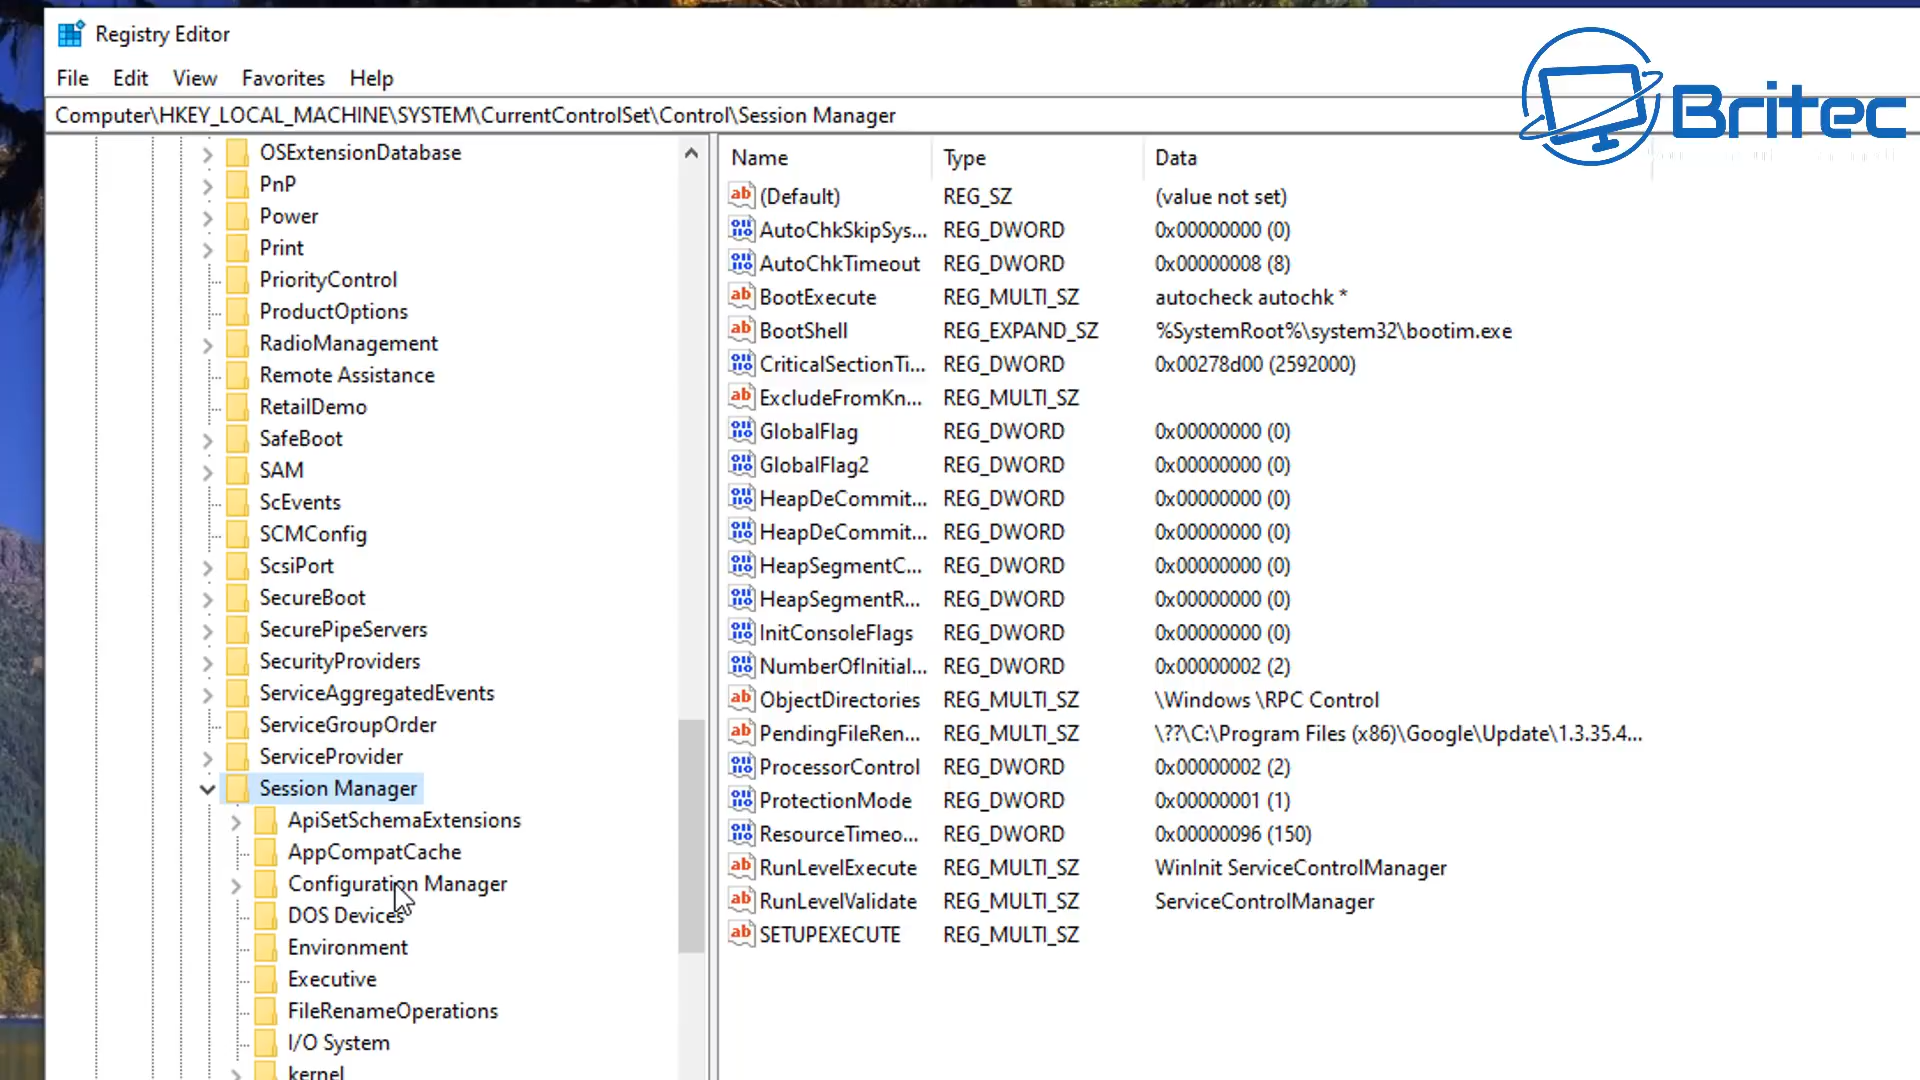 Registry Editor
File Edit View Favorites Help
Computer\HKEY_LOCAL_MACHINE\SYSTEM\CurrentControlSet\Control\Session Manager
Britec
OSExtensionDatabase
PnP
Power
Print
PriorityControl
ProductOptions
RadioManagement
Remote Assistance
RetailDemo
SafeBoot
SAM
ScEvents
SCMConfig
ScsiPort
SecureBoot
SecurePipeServers
SecurityProviders
ServiceAggregatedEvents
ServiceGroupOrder
ServiceProvider
Session Manager
ApiSetSchemaExtensions
AppCompatCache
Configuration Manager
DOS Devices
Environment
Executive
FileRenameOperations
I/O System
kernel
Name Type Data
(Default) REG_SZ (value not set)
AutoChkSkipSys... REG_DWORD 0x00000000 (0)
AutoChkTimeout REG_DWORD 0x00000008 (8)
BootExecute REG_MULTI_SZ autocheck autochk *
BootShell REG_EXPAND_SZ %SystemRoot%\system32\bootim.exe
CriticalSectionTi... REG_DWORD 0x00278d00 (2592000)
ExcludeFromKn... REG_MULTI_SZ
GlobalFlag REG_DWORD 0x00000000 (0)
GlobalFlag2 REG_DWORD 0x00000000 (0)
HeapDeCommit... REG_DWORD 0x00000000 (0)
HeapDeCommit... REG_DWORD 0x00000000 (0)
HeapSegmentC... REG_DWORD 0x00000000 (0)
HeapSegmentR... REG_DWORD 0x00000000 (0)
InitConsoleFlags REG_DWORD 0x00000000 (0)
NumberOfInitial... REG_DWORD 0x00000002 (2)
ObjectDirectories REG_MULTI_SZ \Windows \RPC Control
PendingFileRen... REG_MULTI_SZ \??\C:\Program Files (x86)\Google\Update\1.3.35.4...
ProcessorControl REG_DWORD 0x00000002 (2)
ProtectionMode REG_DWORD 0x00000001 (1)
ResourceTimeo... REG_DWORD 0x00000096 (150)
RunLevelExecute REG_MULTI_SZ WinInit ServiceControlManager
RunLevelValidate REG_MULTI_SZ ServiceControlManager
SETUPEXECUTE REG_MULTI_SZ